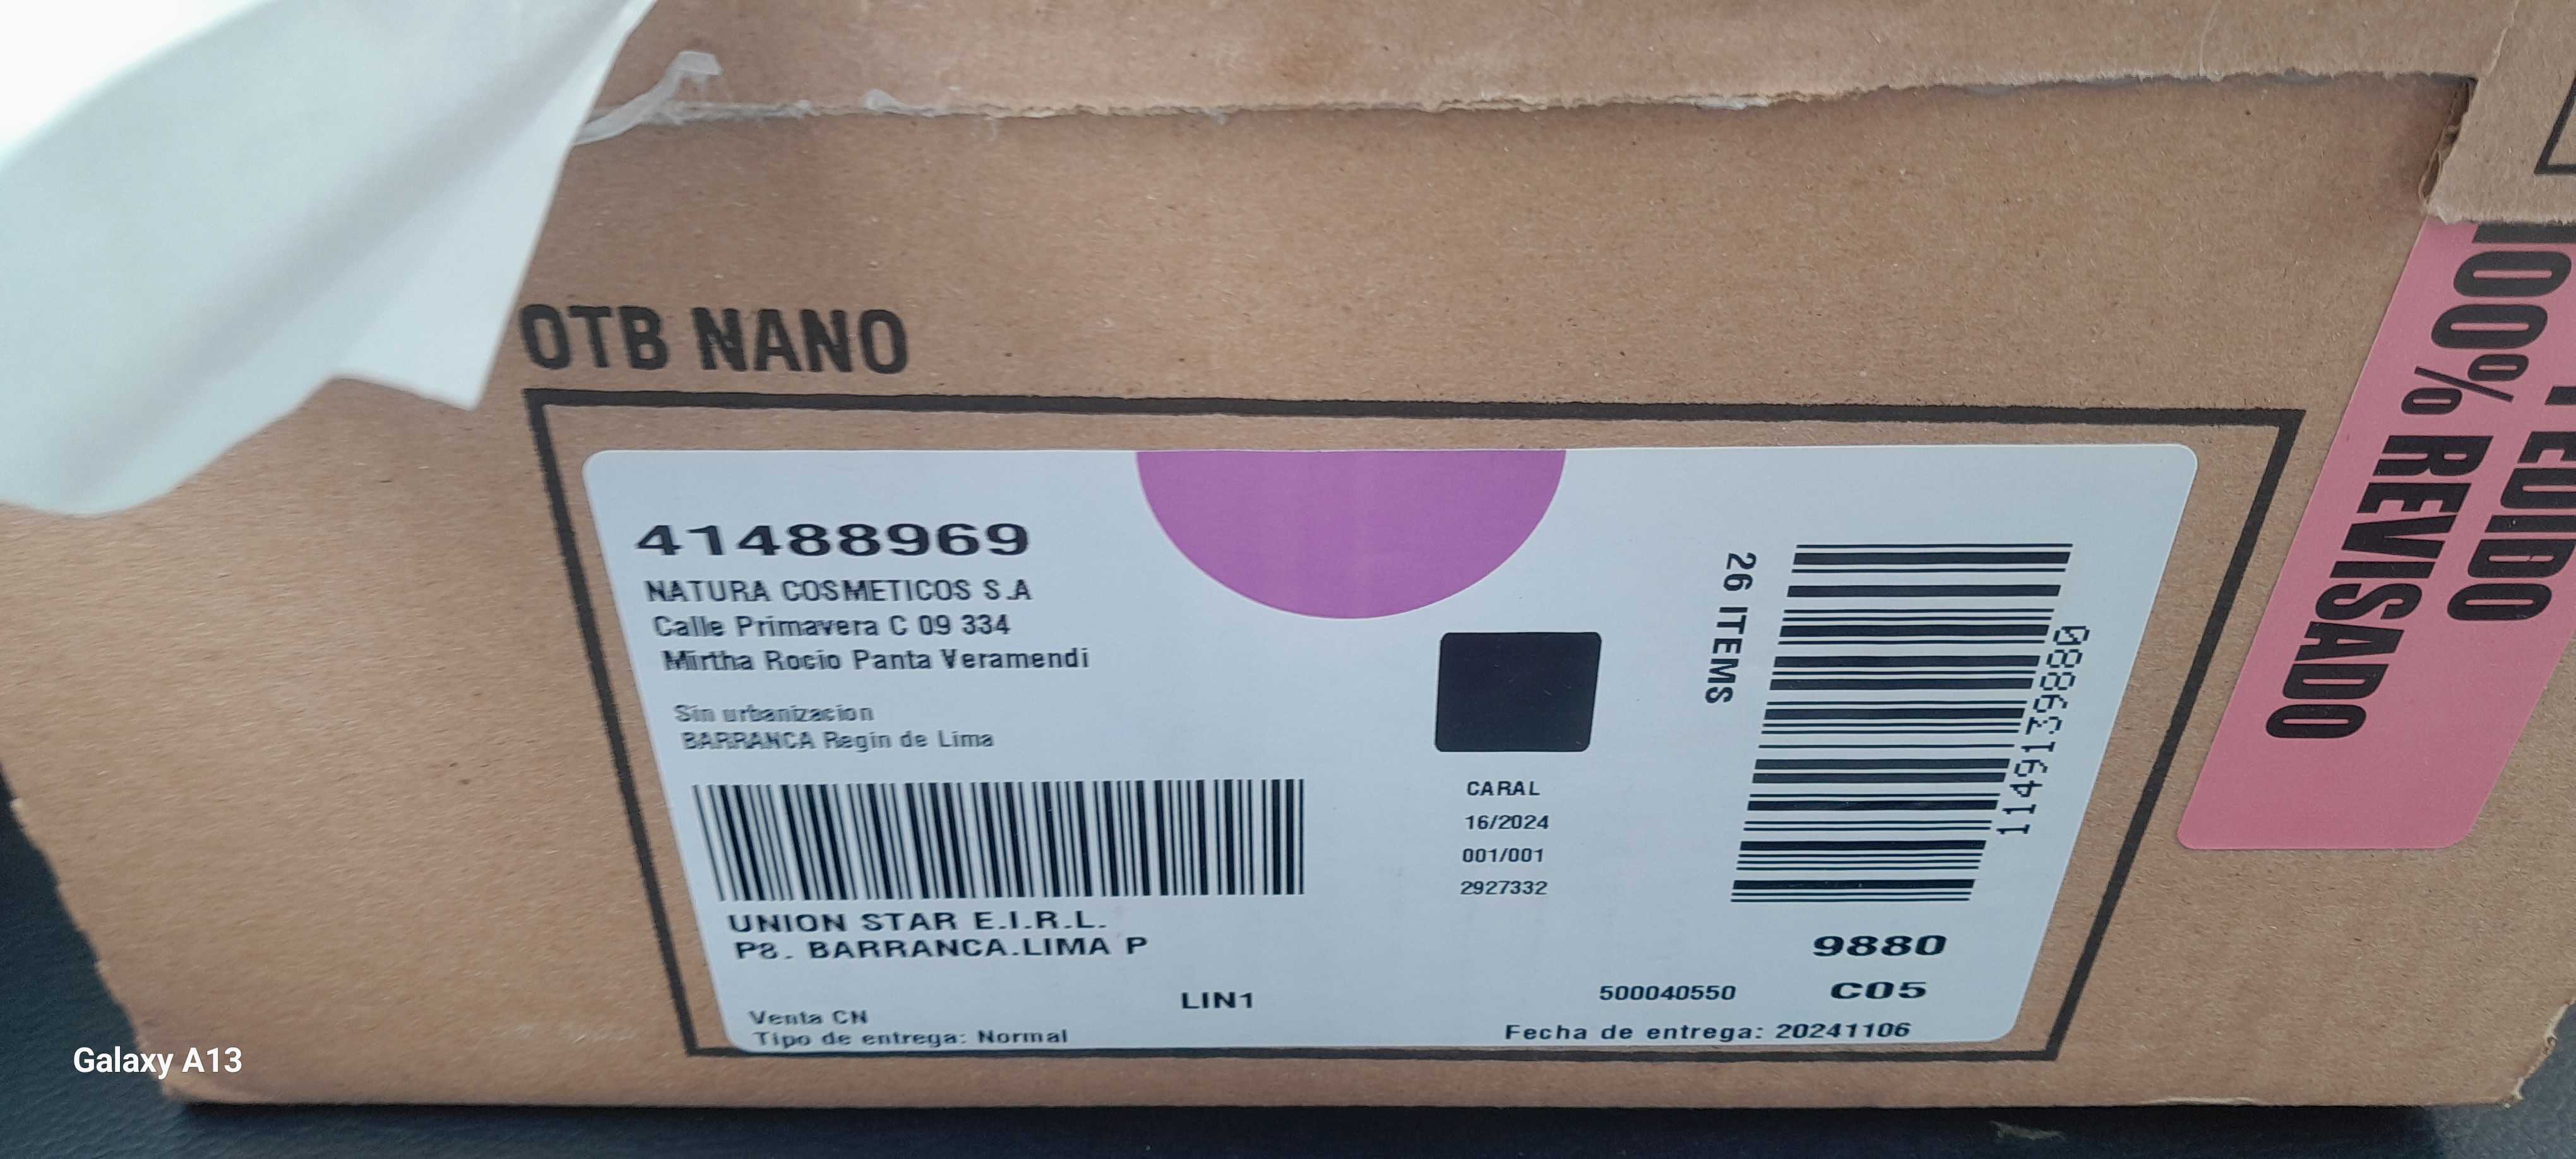 OTB NANO
41488969
NATURA COSMETICOS S.A
Calle Primavera C 09 334
Mirtha Rocio Panta Veramendi
Sin urbanizacion
BARRANCA Regin de Lima
UNION STAR E.I.R.L.
P8. BARRANCA.LIMA P
LIN1
Venta CN
Tipo de entrega: Normal
CARAL
16/2024
001/001
2927332
26 ITEMS
1149139880
9880
500040550 C05
Fecha de entrega: 20241106
PEDIDO
100% REVISADO
Galaxy A13